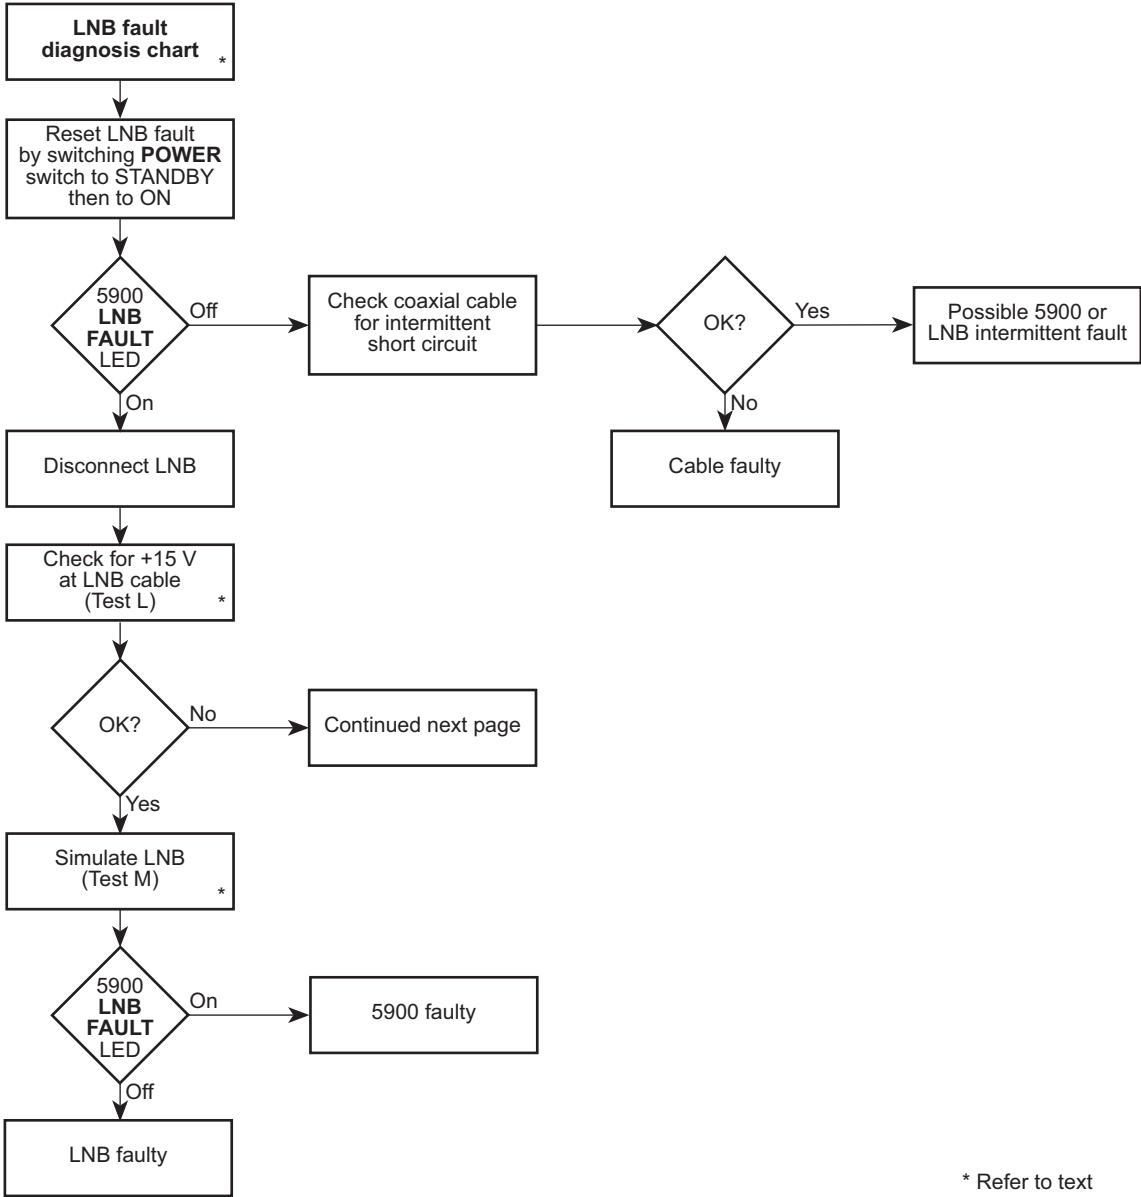 LNB fault
diagnosis chart
*
Reset LNB fault
by switching POWER
switch to STANDBY
then to ON
5900
LNB
FAULT
LED
Off
Check coaxial cable
for intermittent
short circuit
OK?
Yes
Possible 5900 or
LNB intermittent fault
On
No
Disconnect LNB
Cable faulty
Check for +15 V
at LNB cable
(Test L)
*
OK?
No
Continued next page
Yes
Simulate LNB
(Test M)
*
5900
LNB
FAULT
LED
On
5900 faulty
Off
LNB faulty
* Refer to text